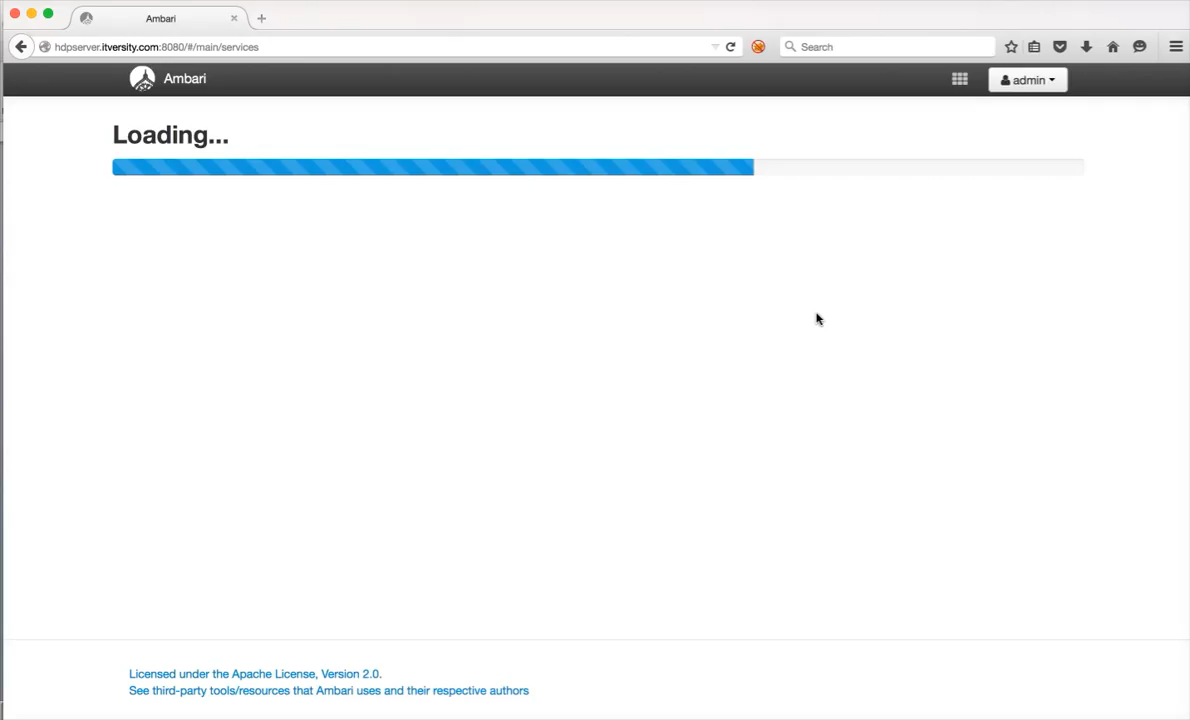 Ambari
hdpserver.itversity.com:8080/#/main/services
Search
Ambari
admin
Loading...
Licensed under the Apache License, Version 2.0.
See third-party tools/resources that Ambari uses and their respective authors